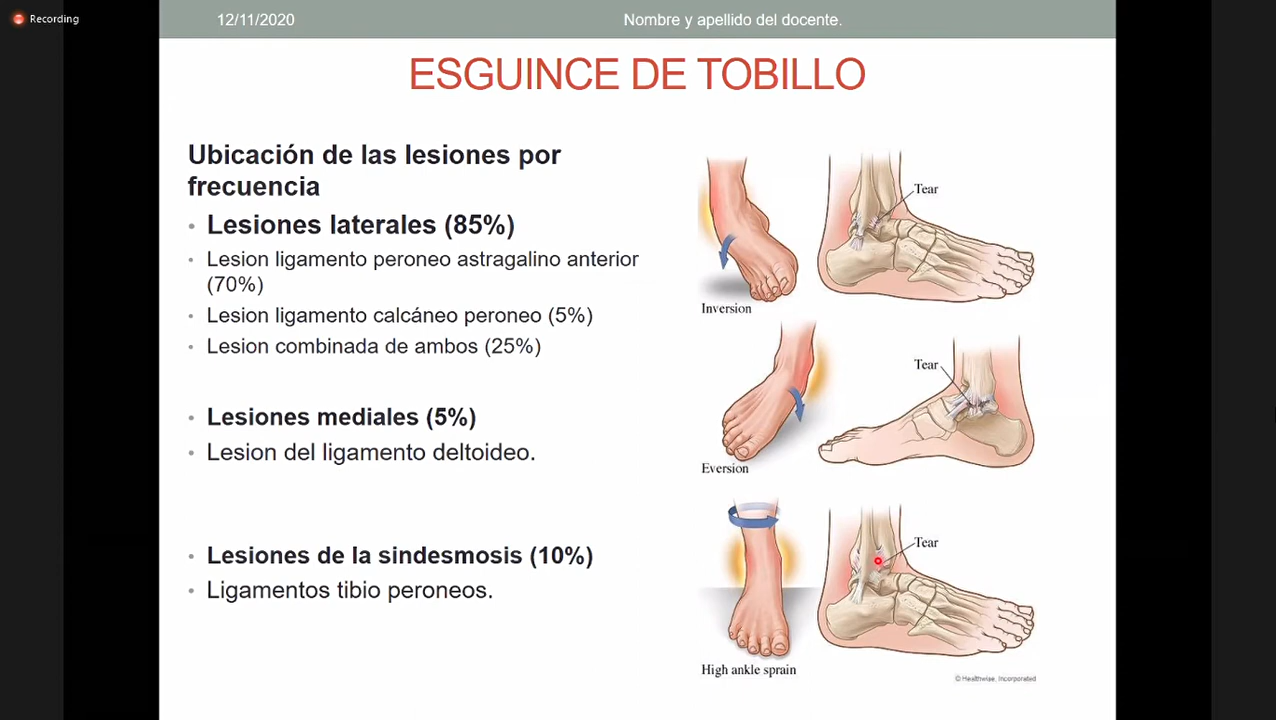 Recording
12/11/2020
Nombre y apellido del docente.
ESGUINCE DE TOBILLO
Ubicación de las lesiones por
frecuencia
• Lesiones laterales (85%)
• Lesion ligamento peroneo astragalino anterior
(70%)
• Lesion ligamento calcáneo peroneo (5%)
• Lesion combinada de ambos (25%)
• Lesiones mediales (5%)
• Lesion del ligamento deltoideo.
• Lesiones de la sindesmosis (10%)
• Ligamentos tibio peroneos.
Tear
Inversion
Tear
Eversion
Tear
High ankle sprain
© Healthwise, Incorporated